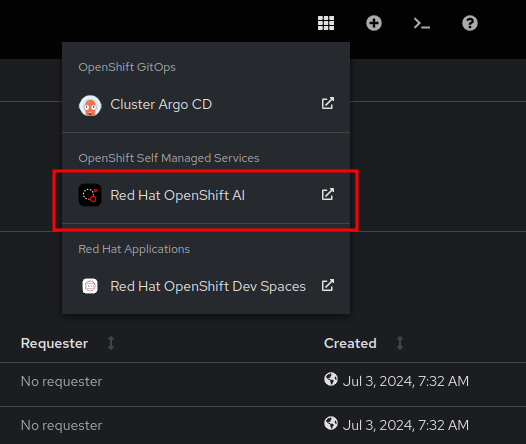 OpenShift GitOps
Cluster Argo CD
OpenShift Self Managed Services
Red Hat OpenShift AI
Red Hat Applications
Red Hat OpenShift Dev Spaces
Requester Created
No requester Jul 3, 2024, 7:32 AM
No requester Jul 3, 2024, 7:32 AM